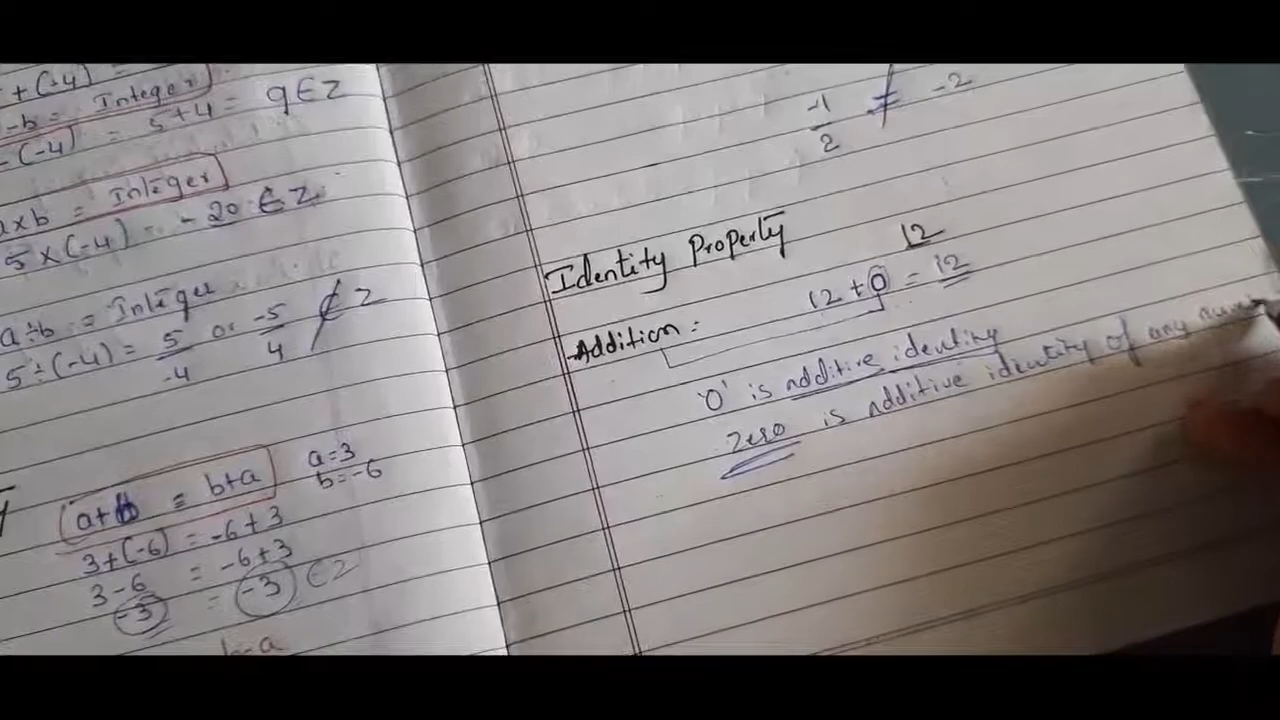 +(-4)
-b = Integer
-(-4) = 5+4 = 9 ∈ Z
a×b = Integer
5×(-4) = -20 ∈ Z
a÷b = Integer
5÷(-4) = 5/-4 or -5/4 ∉ Z
a+b = b+a a=3
b=-6
3+(-6) = -6+3
3-6 = -6+3
-3 = -3 ∈ Z
b-a
-1/2 ≠ -2
Identity Property
12
Addition: 12+0 = 12
'0' is additive identity
Zero is additive identity of any